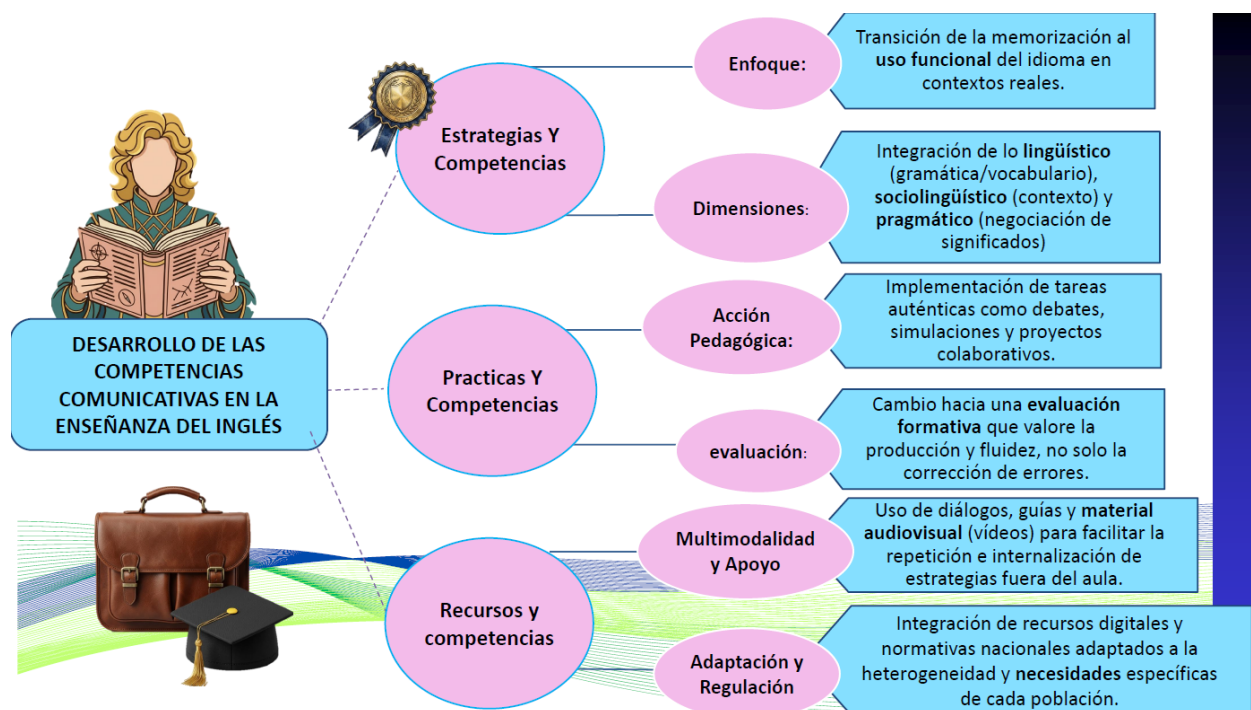 DESARROLLO DE LAS
COMPETENCIAS
COMUNICATIVAS EN LA
ENSEÑANZA DEL INGLÉS
Estrategias Y
Competencias
Enfoque:
Transición de la memorización al
uso funcional del idioma en
contextos reales.
Dimensiones:
Integración de lo lingüístico
(gramática/vocabulario),
sociolingüístico (contexto) y
pragmático (negociación de
significados)
Practicas Y
Competencias
Acción
Pedagógica:
Implementación de tareas
auténticas como debates,
simulaciones y proyectos
colaborativos.
evaluación:
Cambio hacia una evaluación
formativa que valore la
producción y fluidez, no solo la
corrección de errores.
Recursos y
competencias
Multimodalidad
y Apoyo
Uso de diálogos, guías y material
audiovisual (vídeos) para facilitar la
repetición e internalización de
estrategias fuera del aula.
Adaptación y
Regulación
Integración de recursos digitales y
normativas nacionales adaptados a la
heterogeneidad y necesidades específicas
de cada población.